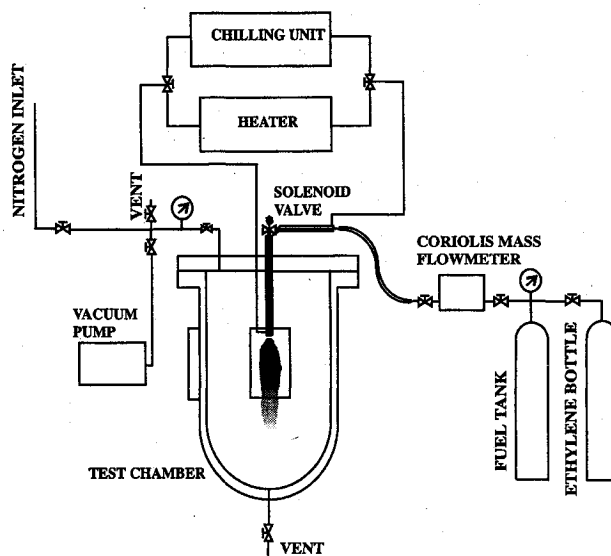 CHILLING UNIT
HEATER
NITROGEN INLET
VENT
SOLENOID
VALVE
CORIOLIS MASS
FLOWMETER
VACUUM
PUMP
FUEL TANK
ETHYLENE BOTTLE
TEST CHAMBER
VENT